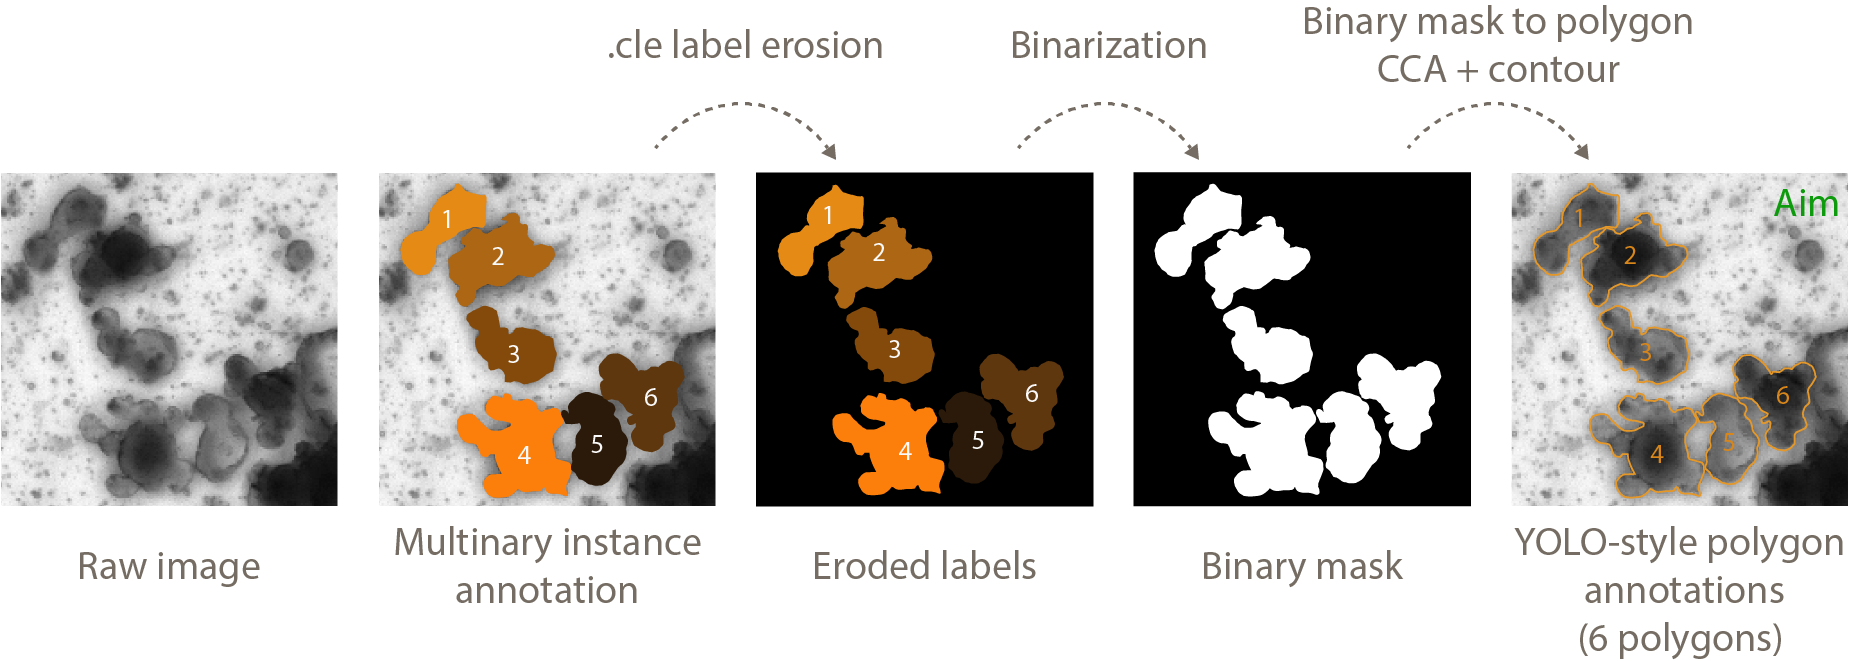 .cle label erosion
Binarization
Binary mask to polygon
CCA + contour
1
2
3
4
5
6
1
2
3
4
5
6
Aim
1
2
3
4
5
6
Raw image
Multinary instance
annotation
Eroded labels
Binary mask
YOLO-style polygon
annotations
(6 polygons)